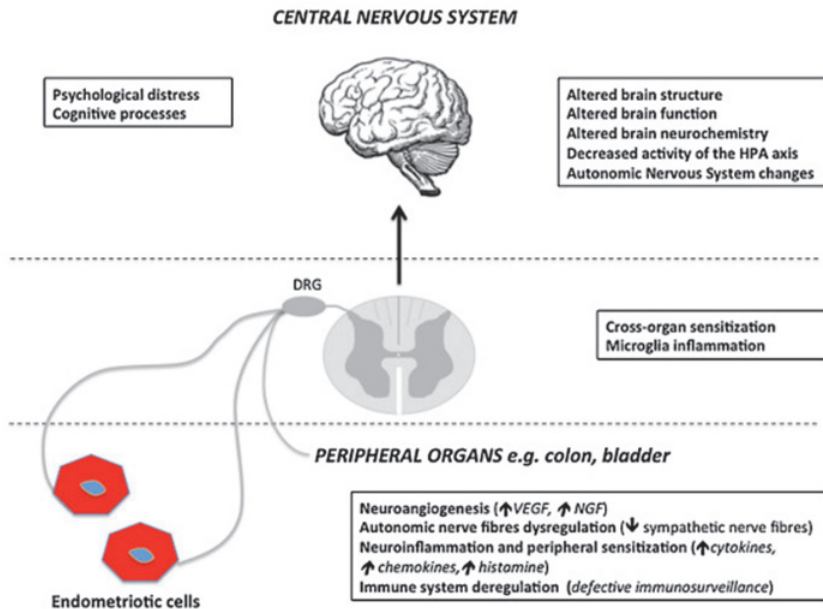 CENTRAL NERVOUS SYSTEM
Psychological distress
Cognitive processes
Altered brain structure
Altered brain function
Altered brain neurochemistry
Decreased activity of the HPA axis
Autonomic Nervous System changes
DRG
Cross-organ sensitization
Microglia inflammation
PERIPHERAL ORGANS e.g. colon, bladder
Neuroangiogenesis (↑VEGF, ↑ NGF)
Autonomic nerve fibres dysregulation (↓ sympathetic nerve fibres)
Neuroinflammation and peripheral sensitization (↑cytokines,
↑ chemokines, ↑ histamine)
Immune system deregulation (defective immunosurveillance)
Endometriotic cells